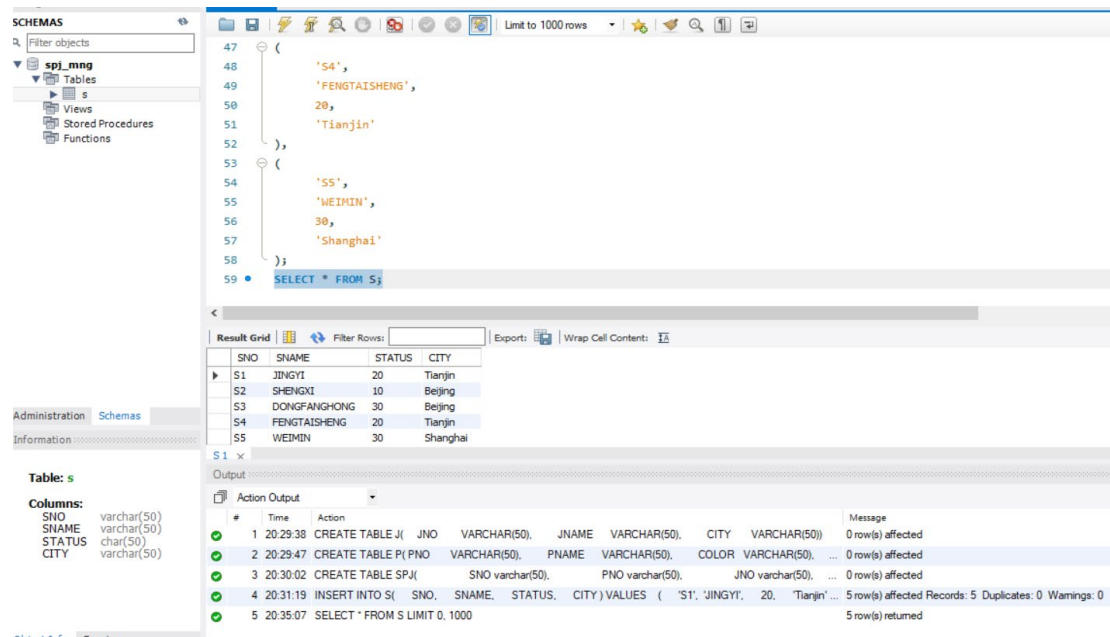 SCHEMAS
Filter objects
spj_mng
Tables
s
Views
Stored Procedures
Functions
Administration Schemas
Information
Table: s
Columns:
SNO varchar(50)
SNAME varchar(50)
STATUS char(50)
CITY varchar(50)
Limit to 1000 rows
47 (
48 'S4',
49 'FENGTAISHENG',
50 20,
51 'Tianjin'
52 ),
53 (
54 'S5',
55 'WEIMIN',
56 30,
57 'Shanghai'
58 );
59 SELECT * FROM S;
Result Grid Filter Rows: Export: Wrap Cell Content: IA
SNO SNAME STATUS CITY
S1 JINGYI 20 Tianjin
S2 SHENGXI 10 Beijing
S3 DONGFANGHONG 30 Beijing
S4 FENGTAISHENG 20 Tianjin
S5 WEIMIN 30 Shanghai
S 1 ×
Output
Action Output
# Time Action Message
1 20:29:38 CREATE TABLE J( JNO VARCHAR(50), JNAME VARCHAR(50), CITY VARCHAR(50)) 0 row(s) affected
2 20:29:47 CREATE TABLE P( PNO VARCHAR(50), PNAME VARCHAR(50), COLOR VARCHAR(50), ... 0 row(s) affected
3 20:30:02 CREATE TABLE SPJ( SNO varchar(50), PNO varchar(50), JNO varchar(50), ... 0 row(s) affected
4 20:31:19 INSERT INTO S( SNO, SNAME, STATUS, CITY ) VALUES ( 'S1', 'JINGYI', 20, 'Tianjin' ... 5 row(s) affected Records: 5 Duplicates: 0 Warnings: 0
5 20:35:07 SELECT * FROM S LIMIT 0, 1000 5 row(s) returned